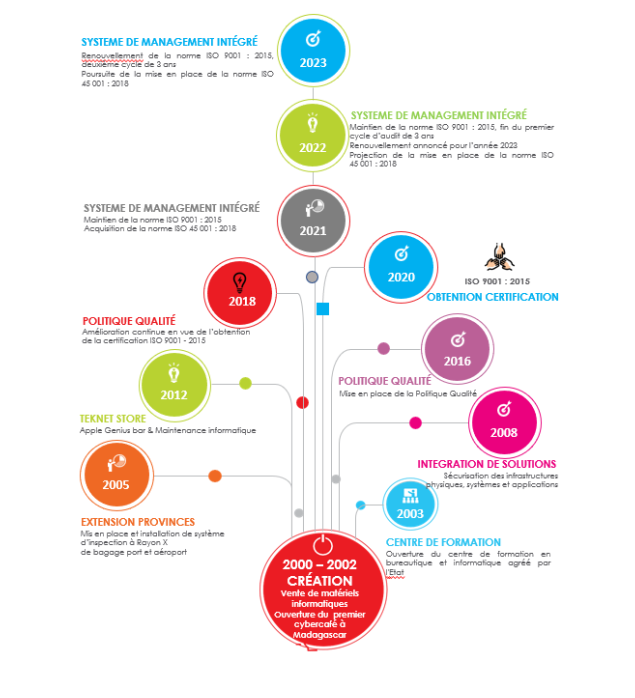 SYSTEME DE MANAGEMENT INTÉGRÉ
Renouvellement de la norme ISO 9001 : 2015,
deuxième cycle de 3 ans
Poursuite de la mise en place de la norme ISO
45 001 : 2018
2023
2022
SYSTEME DE MANAGEMENT INTÉGRÉ
Maintien de la norme ISO 9001 : 2015, fin du premier
cycle d'audit de 3 ans
Renouvellement annoncé pour l'année 2023
Projection de la mise en place de la norme ISO
45 001 : 2018
SYSTEME DE MANAGEMENT INTÉGRÉ
Maintien de la norme ISO 9001 : 2015
Acquisition de la norme ISO 45 001 : 2018
2021
2020
ISO 9001 : 2015
OBTENTION CERTIFICATION
2018
POLITIQUE QUALITÉ
Amélioration continue en vue de l'obtention
de la certification ISO 9001 - 2015
2016
POLITIQUE QUALITÉ
Mise en place de la Politique Qualité
2012
TEKNET STORE
Apple Genius bar & Maintenance informatique
2008
INTEGRATION DE SOLUTIONS
Sécurisation des infrastructures
physiques, systèmes et applications
2005
EXTENSION PROVINCES
Mis en place et installation de système
d'inspection à Rayon X
de bagage port et aéroport
2003
CENTRE DE FORMATION
Ouverture du centre de formation en
bureautique et informatique agréé par
l'Etat
2000 – 2002
CRÉATION
Vente de matériels
informatiques
Ouverture du premier
cybercafé à
Madagascar